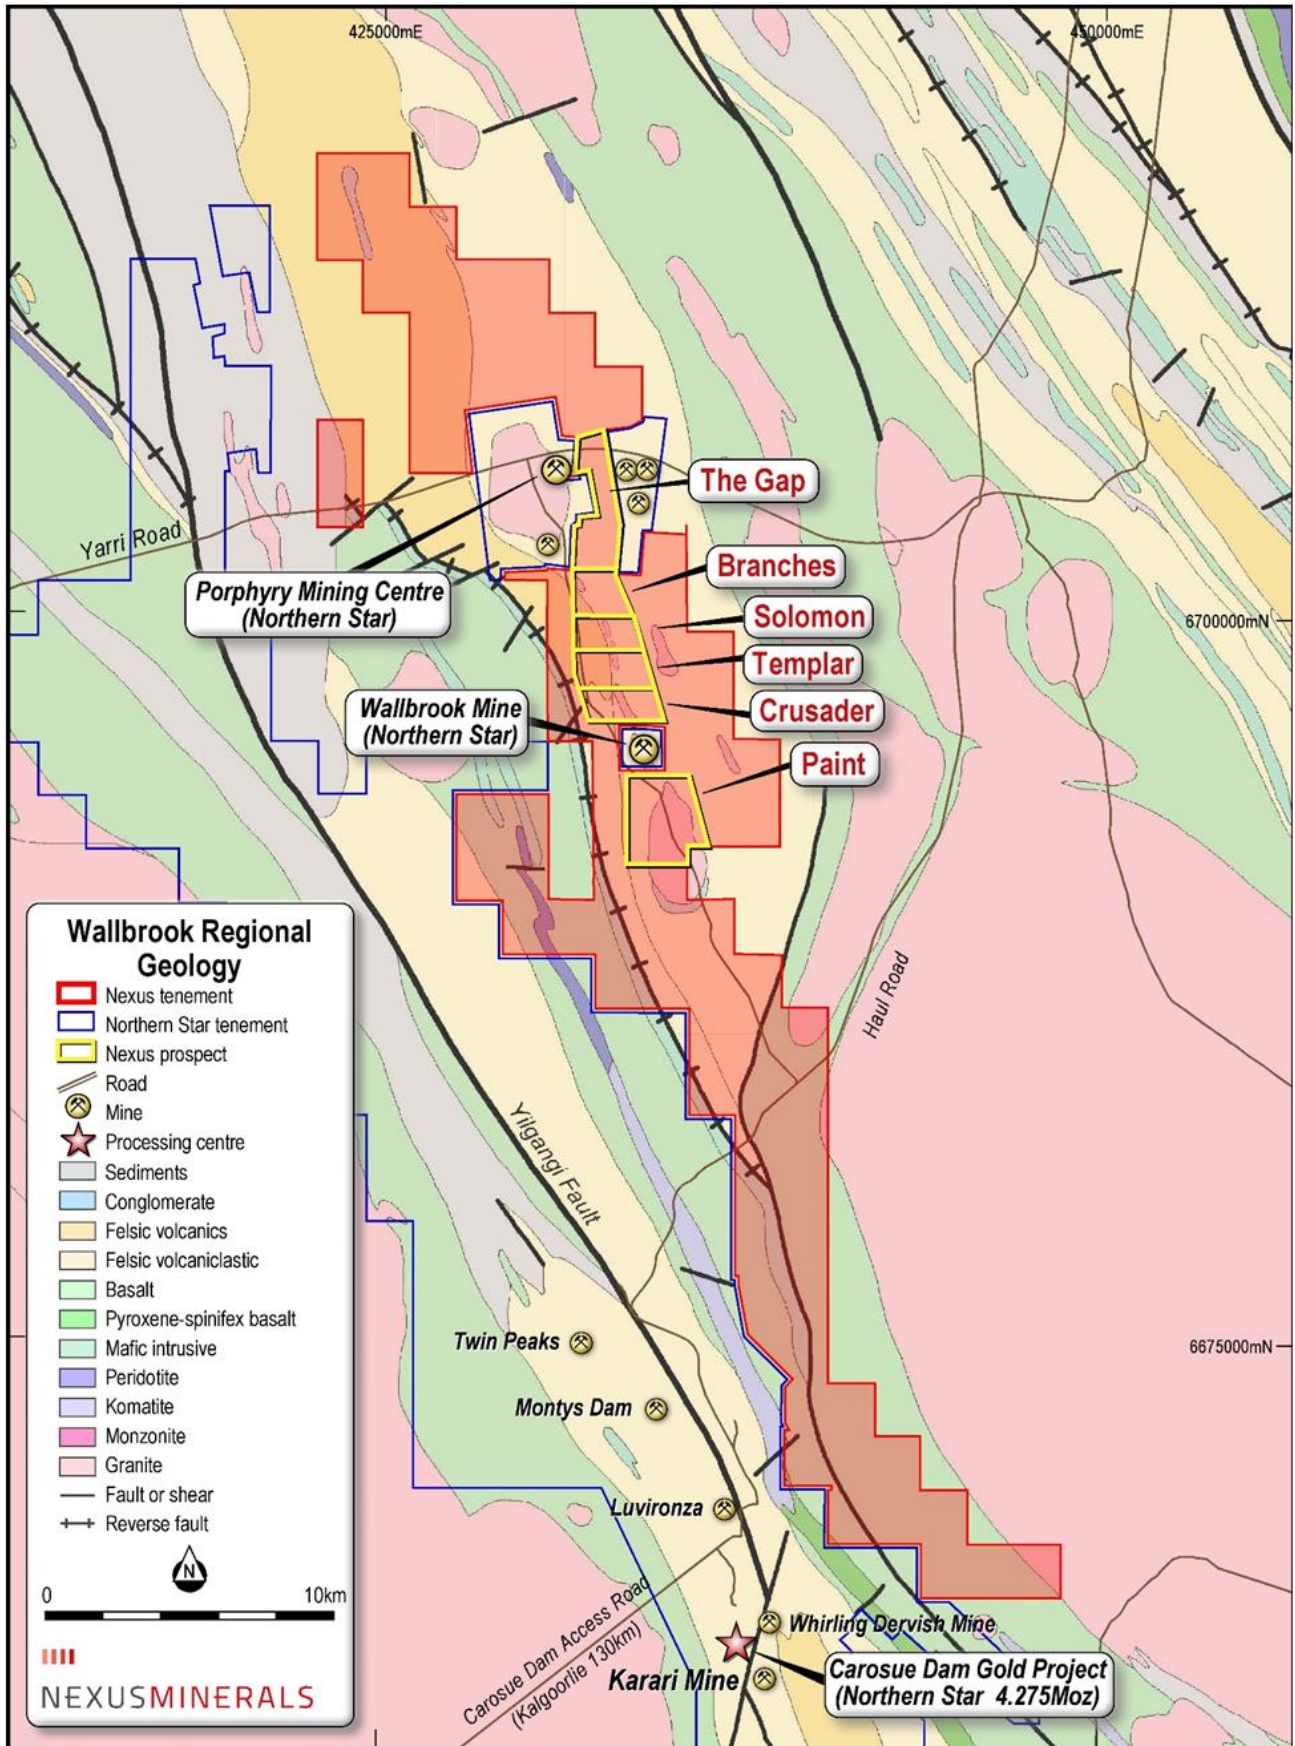 425000mE
450000mE
The Gap
Yarri Road
Branches
Porphyry Mining Centre
(Northern Star)
Solomon
6700000mN
Templar
Wallbrook Mine
(Northern Star)
Crusader
Paint
Haul Road
Wallbrook Regional
Geology
Nexus tenement
Northern Star tenement
Nexus prospect
Road
Mine
Processing centre
Sediments
Conglomerate
Felsic volcanics
Felsic volcaniclastic
Basalt
Pyroxene-spinifex basalt
Mafic intrusive
Peridotite
Komatite
Monzonite
Granite
Fault or shear
Reverse fault
N
0 10km
NEXUSMINERALS
Yilgangi Fault
Twin Peaks
6675000mN
Montys Dam
Luvironza
Carosue Dam Access Road
(Kalgoorlie 130km)
Whirling Dervish Mine
Karari Mine
Carosue Dam Gold Project
(Northern Star 4.275Moz)